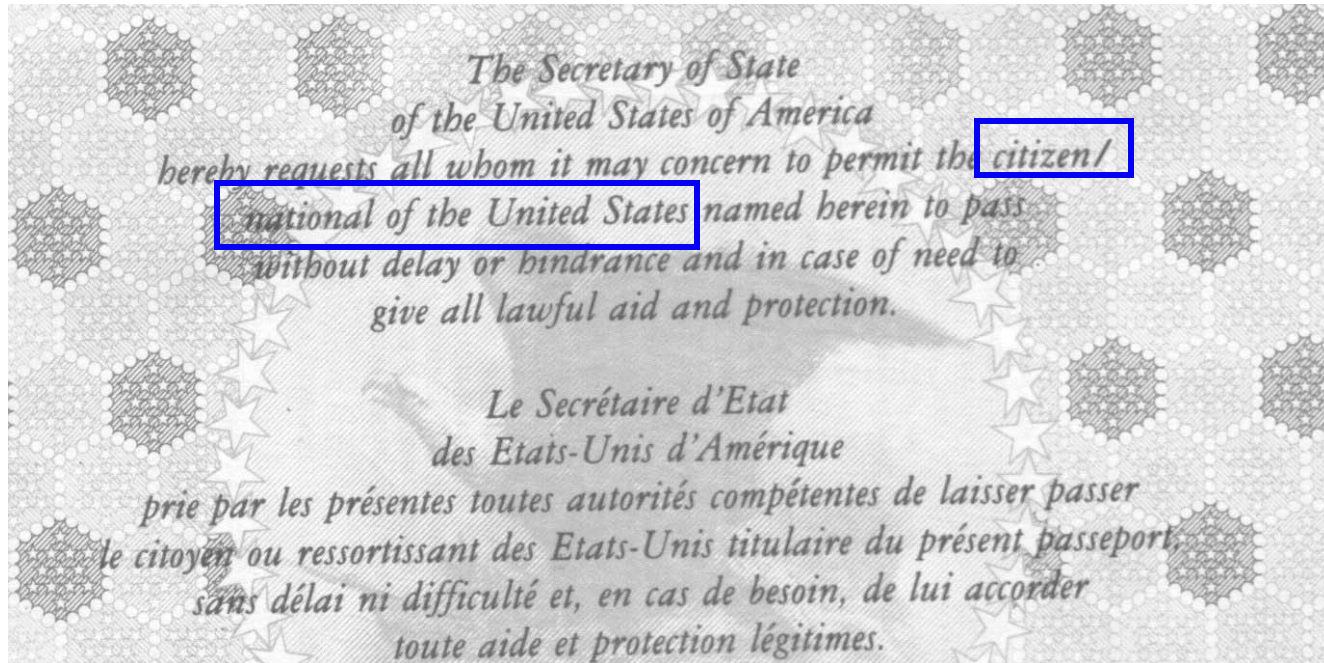 The Secretary of State
of the United States of America
hereby requests all whom it may concern to permit the citizen/
national of the United States named herein to pass
without delay or hindrance and in case of need to
give all lawful aid and protection.
Le Secrétaire d'Etat
des Etats-Unis d'Amérique
prie par les présentes toutes autorités compétentes de laisser passer
le citoyen ou ressortissant des Etats-Unis titulaire du présent passeport,
sans délai ni difficulté et, en cas de besoin, de lui accorder
toute aide et protection légitimes.